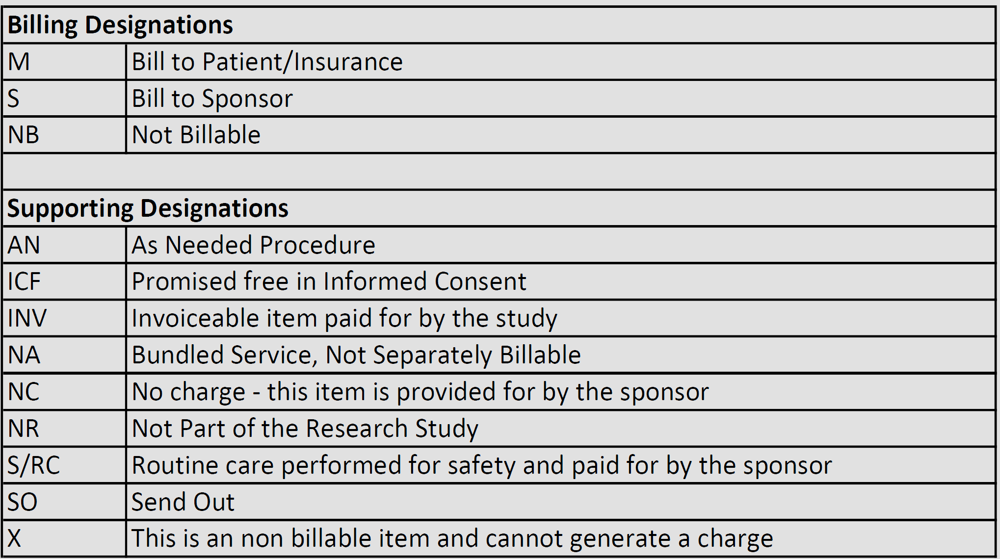 Billing Designations
M Bill to Patient/Insurance
S Bill to Sponsor
NB Not Billable
Supporting Designations
AN As Needed Procedure
ICF Promised free in Informed Consent
INV Invoiceable item paid for by the study
NA Bundled Service, Not Separately Billable
NC No charge - this item is provided for by the sponsor
NR Not Part of the Research Study
S/RC Routine care performed for safety and paid for by the sponsor
SO Send Out
X This is an non billable item and cannot generate a charge